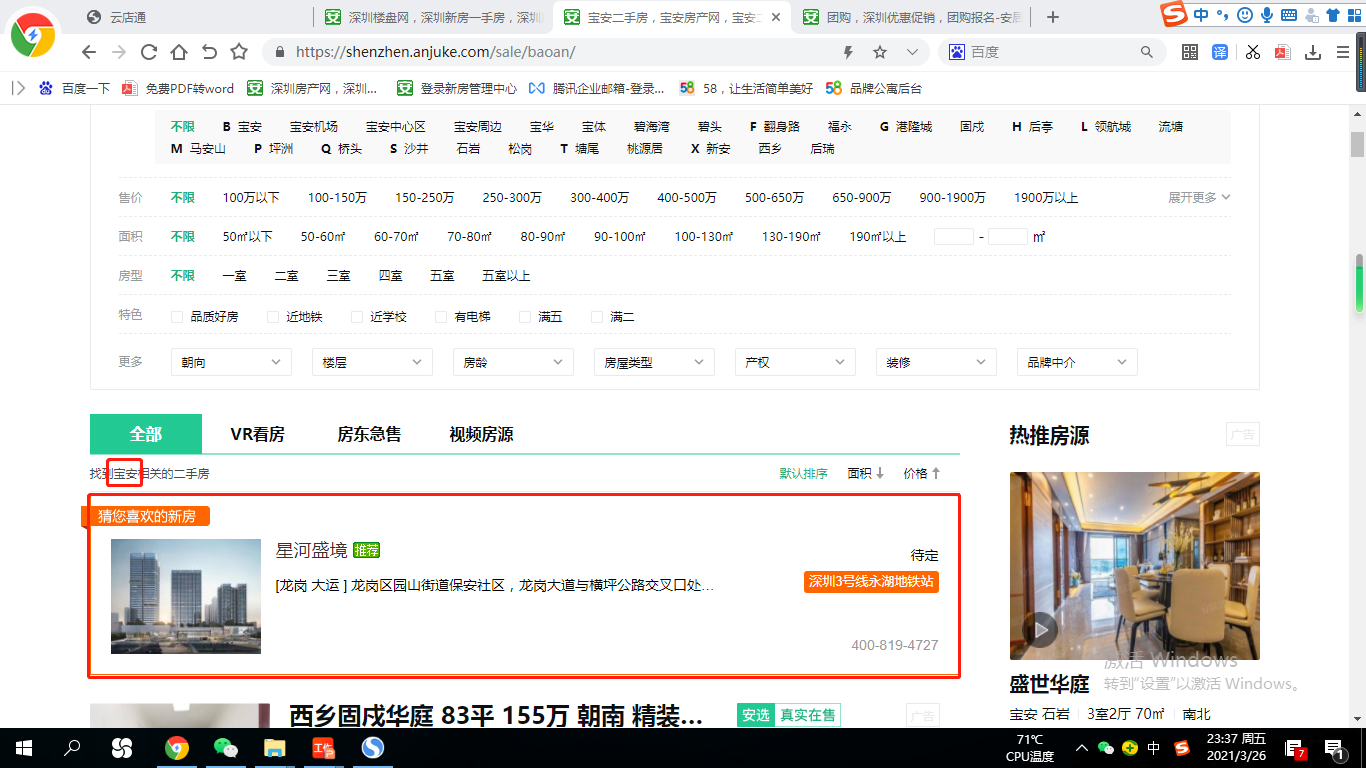 云店通
深圳楼盘网，深圳新房一手房，深圳
宝安二手房，宝安房产网，宝安二
团购，深圳优惠促销，团购报名-安居
中
https://shenzhen.anjuke.com/sale/baoan/
百度
译
百度一下
免费PDF转word
深圳房产网，深圳...
登录新房管理中心
腾讯企业邮箱-登录...
58，让生活简单美好
品牌公寓后台
不限 B 宝安 宝安机场 宝安中心区 宝安周边 宝华 宝体 碧海湾 碧头 F 翻身路 福永 G 港隆城 固戍 H 后亭 L 领航城 流塘
M 马安山 P 坪洲 Q 桥头 S 沙井 石岩 松岗 T 塘尾 桃源居 X 新安 西乡 后瑞
售价 不限 100万以下 100-150万 150-250万 250-300万 300-400万 400-500万 500-650万 650-900万 900-1900万 1900万以上 展开更多
面积 不限 50㎡以下 50-60㎡ 60-70㎡ 70-80㎡ 80-90㎡ 90-100㎡ 100-130㎡ 130-190㎡ 190㎡以上 - ㎡
房型 不限 一室 二室 三室 四室 五室 五室以上
特色 品质好房 近地铁 近学校 有电梯 满五 满二
更多 朝向 楼层 房龄 房屋类型 产权 装修 品牌中介
全部 VR看房 房东急售 视频房源
找到宝安相关的二手房
默认排序 面积 价格
猜您喜欢的新房
星河盛境 推荐
待定
[龙岗 大运 ] 龙岗区园山街道保安社区，龙岗大道与横坪公路交叉口处...
深圳3号线永湖地铁站
400-819-4727
西乡固戍华庭 83平 155万 朝南 精装...
安选 真实在售
广告
热推房源
广告
盛世华庭
宝安 石岩 3室2厅 70㎡ 南北
激活 Windows
转到"设置"以激活 Windows。
71℃
CPU温度
中
23:37 周五
2021/3/26
7
1